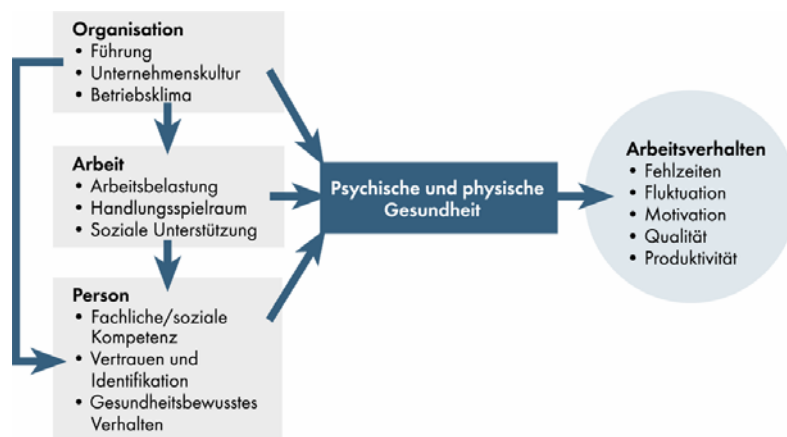 Organisation
• Führung
• Unternehmenskultur
• Betriebsklima
Arbeit
• Arbeitsbelastung
• Handlungsspielraum
• Soziale Unterstützung
Person
• Fachliche/soziale
Kompetenz
• Vertrauen und
Identifikation
• Gesundheitsbewusstes
Verhalten
Psychische und physische
Gesundheit
Arbeitsverhalten
• Fehlzeiten
• Fluktuation
• Motivation
• Qualität
• Produktivität